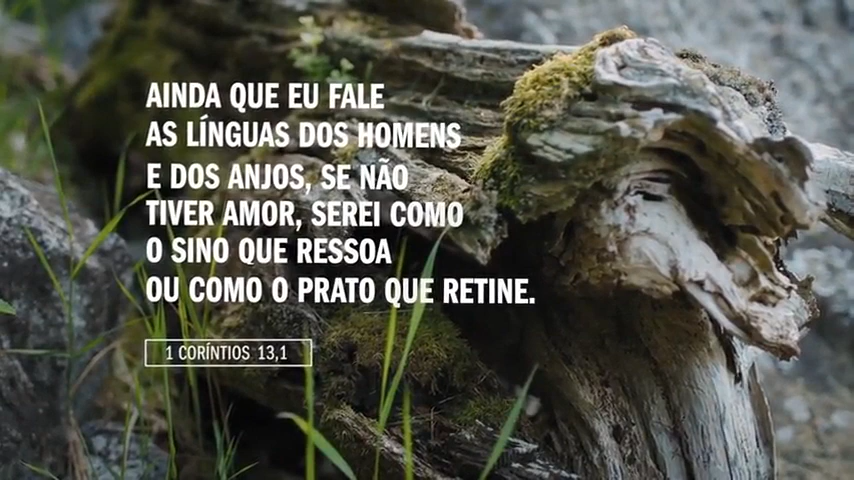 AINDA QUE EU FALE
AS LÍNGUAS DOS HOMENS
E DOS ANJOS, SE NÃO
TIVER AMOR, SEREI COMO
O SINO QUE RESSOA
OU COMO O PRATO QUE RETINE.
1 CORÍNTIOS 13,1